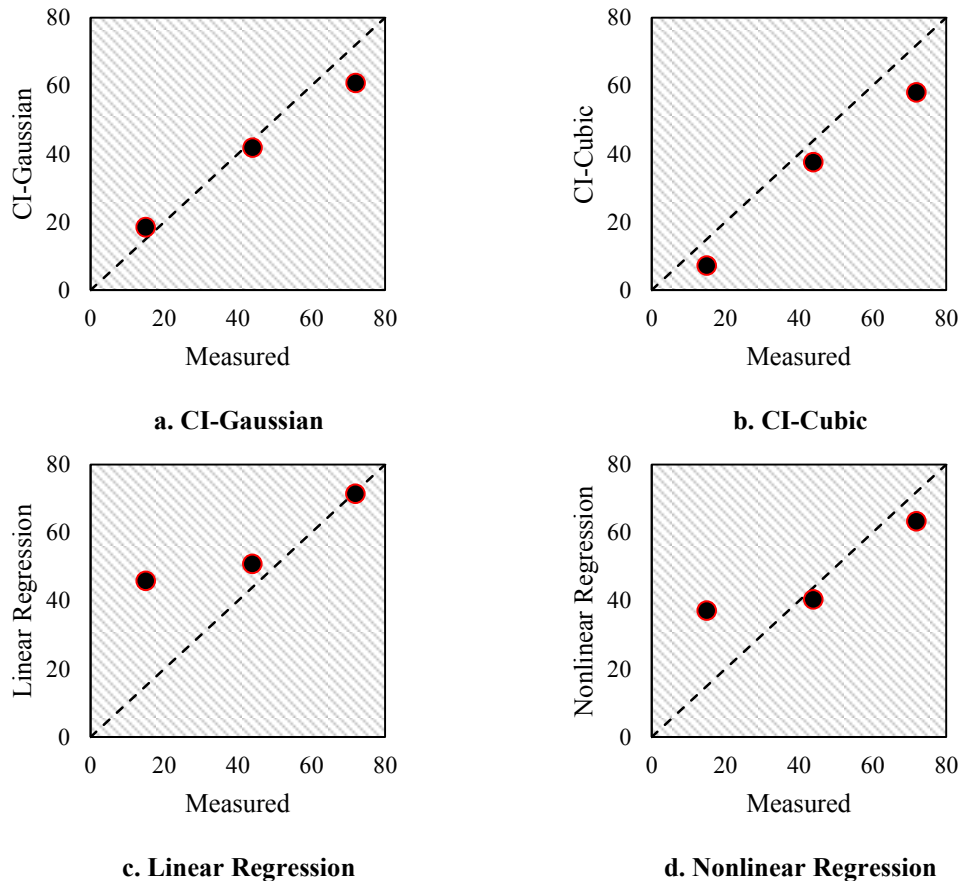 80
60
40
20
0
CI-Gaussian
0 20 40 60 80
Measured
a. CI-Gaussian
80
60
40
20
0
CI-Cubic
0 20 40 60 80
Measured
b. CI-Cubic
80
60
40
20
0
Linear Regression
0 20 40 60 80
Measured
c. Linear Regression
80
60
40
20
0
Nonlinear Regression
0 20 40 60 80
Measured
d. Nonlinear Regression